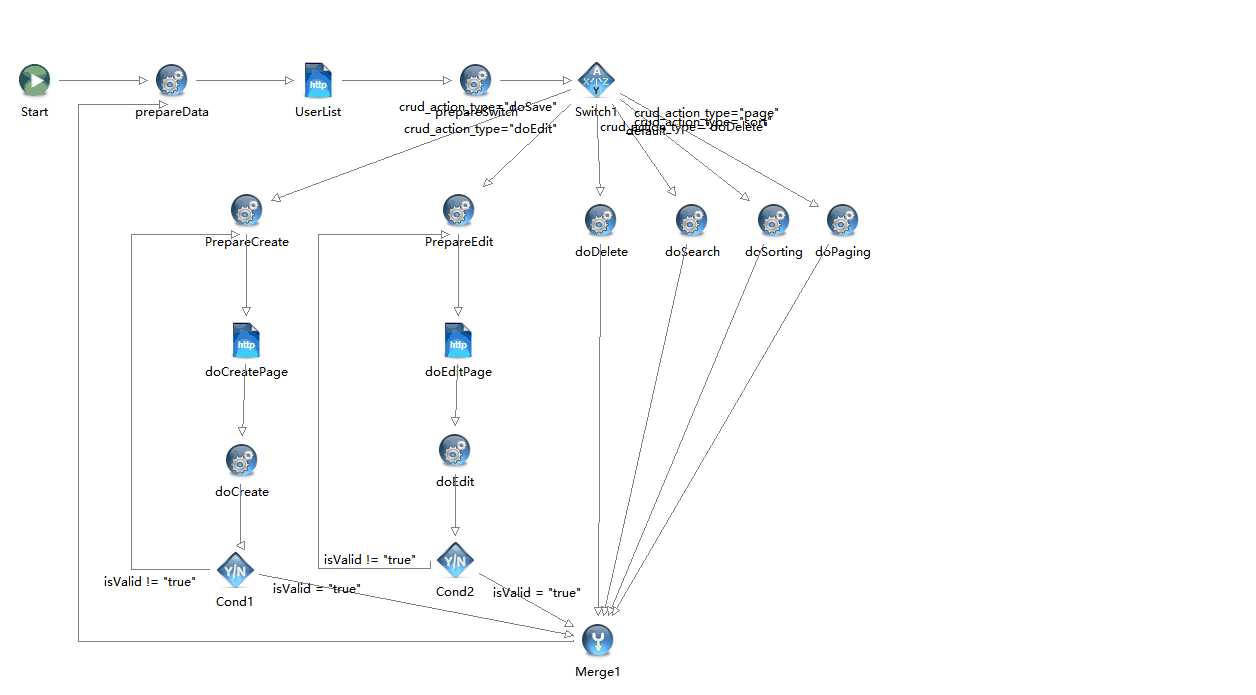 Start
prepareData
http
UserList
prepareSwitch
A
Y
Z
Y
Switch1
crud_action_type="doSave"
crud_action_type="doEdit"
crud_action_type="page"
crud_action_type="sort"
crud_action_type="doDelete"
default
PrepareCreate
PrepareEdit
doDelete
doSearch
doSorting
doPaging
http
doCreatePage
http
doEditPage
doCreate
doEdit
isValid != "true"
Y/N
Cond1
isValid = "true"
isValid != "true"
Y/N
Cond2
isValid = "true"
Merge1